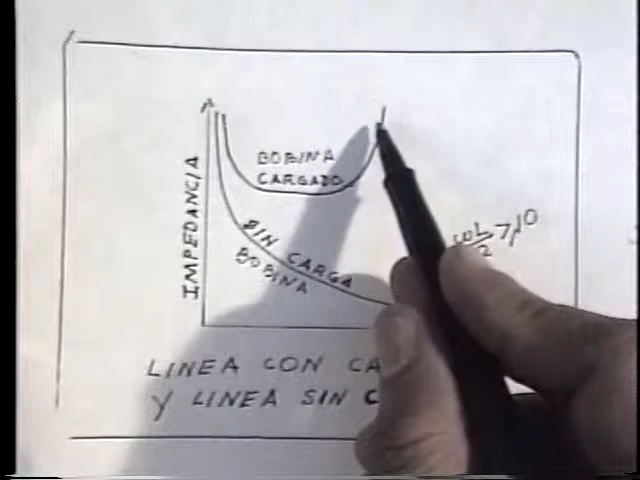 IMPEDANCIA
BOBINA
CARGADO
SIN CARGA
BOBINA
LINEA CON CA
Y LINEA SIN C